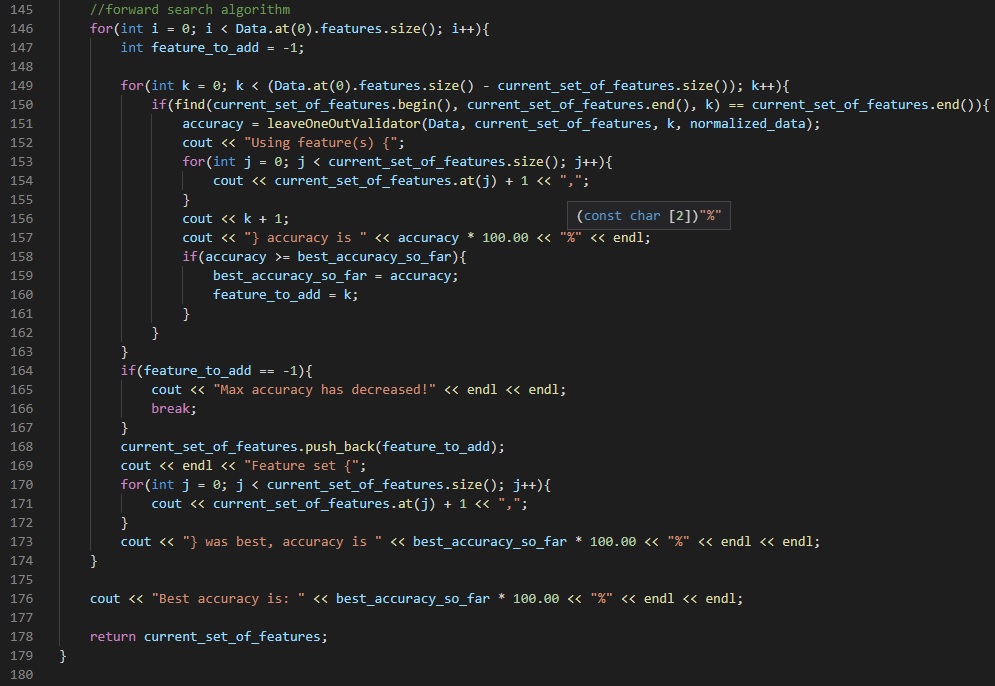 145 //forward search algorithm
146 for(int i = 0; i < Data.at(0).features.size(); i++){
147 int feature_to_add = -1;
148
149 for(int k = 0; k < (Data.at(0).features.size() - current_set_of_features.size()); k++){
150 if(find(current_set_of_features.begin(), current_set_of_features.end(), k) == current_set_of_features.end()){
151 accuracy = leaveOneOutValidator(Data, current_set_of_features, k, normalized_data);
152 cout << "Using feature(s) {";
153 for(int j = 0; j < current_set_of_features.size(); j++){
154 cout << current_set_of_features.at(j) + 1 << ",";
155 }
156 cout << k + 1;
(const char [2])"%"
157 cout << "} accuracy is " << accuracy * 100.00 << "%" << endl;
158 if(accuracy >= best_accuracy_so_far){
159 best_accuracy_so_far = accuracy;
160 feature_to_add = k;
161 }
162 }
163 }
164 if(feature_to_add == -1){
165 cout << "Max accuracy has decreased!" << endl << endl;
166 break;
167 }
168 current_set_of_features.push_back(feature_to_add);
169 cout << endl << "Feature set {";
170 for(int j = 0; j < current_set_of_features.size(); j++){
171 cout << current_set_of_features.at(j) + 1 << ",";
172 }
173 cout << "} was best, accuracy is " << best_accuracy_so_far * 100.00 << "%" << endl << endl;
174 }
175
176 cout << "Best accuracy is: " << best_accuracy_so_far * 100.00 << "%" << endl << endl;
177
178 return current_set_of_features;
179 }
180